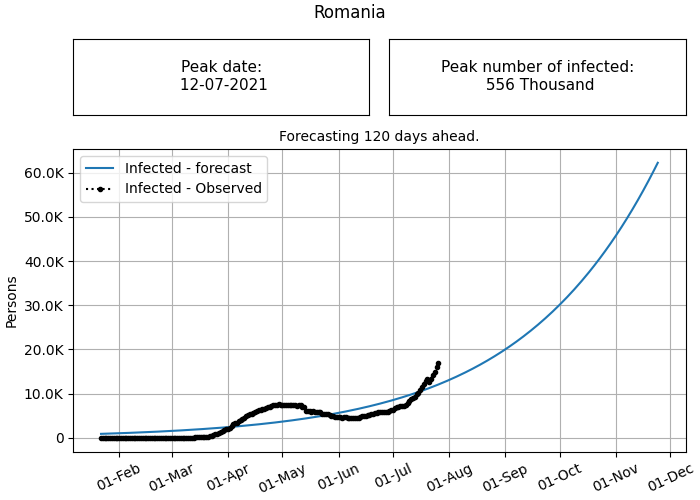 Romania
Peak date:
12-07-2021
Peak number of infected:
556 Thousand
Forecasting 120 days ahead.
Infected - forecast
Infected - Observed
Persons
60.0K
50.0K
40.0K
30.0K
20.0K
10.0K
0
01-Feb
01-Mar
01-Apr
01-May
01-Jun
01-Jul
01-Aug
01-Sep
01-Oct
01-Nov
01-Dec